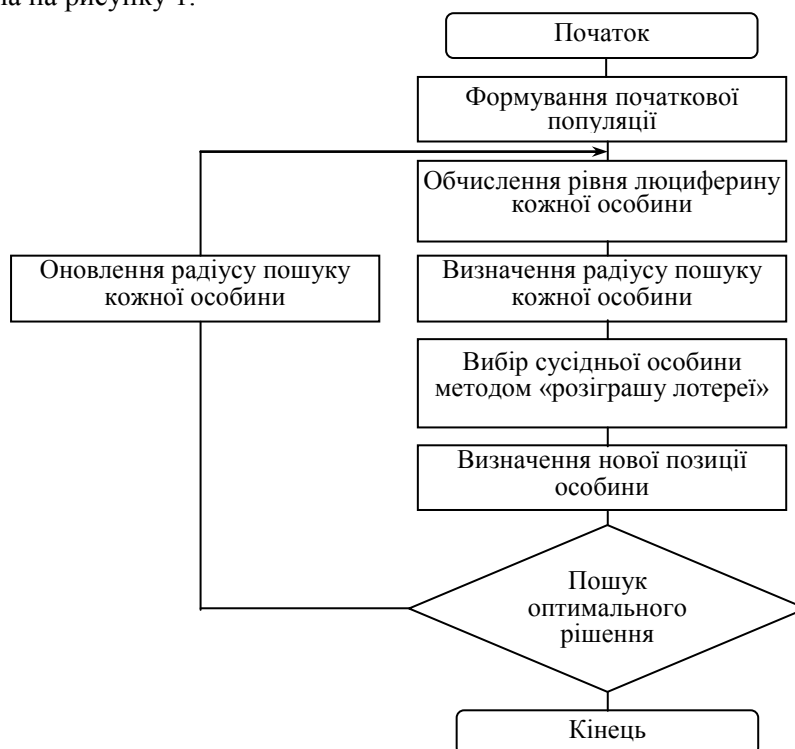 на на рисунку 1.
Початок
Формування початкової
популяції
Обчислення рівня люциферину
кожної особини
Оновлення радіусу пошуку
кожної особини
Визначення радіусу пошуку
кожної особини
Вибір сусідньої особини
методом «розіграшу лотереї»
Визначення нової позиції
особини
Пошук
оптимального
рішення
Кінець